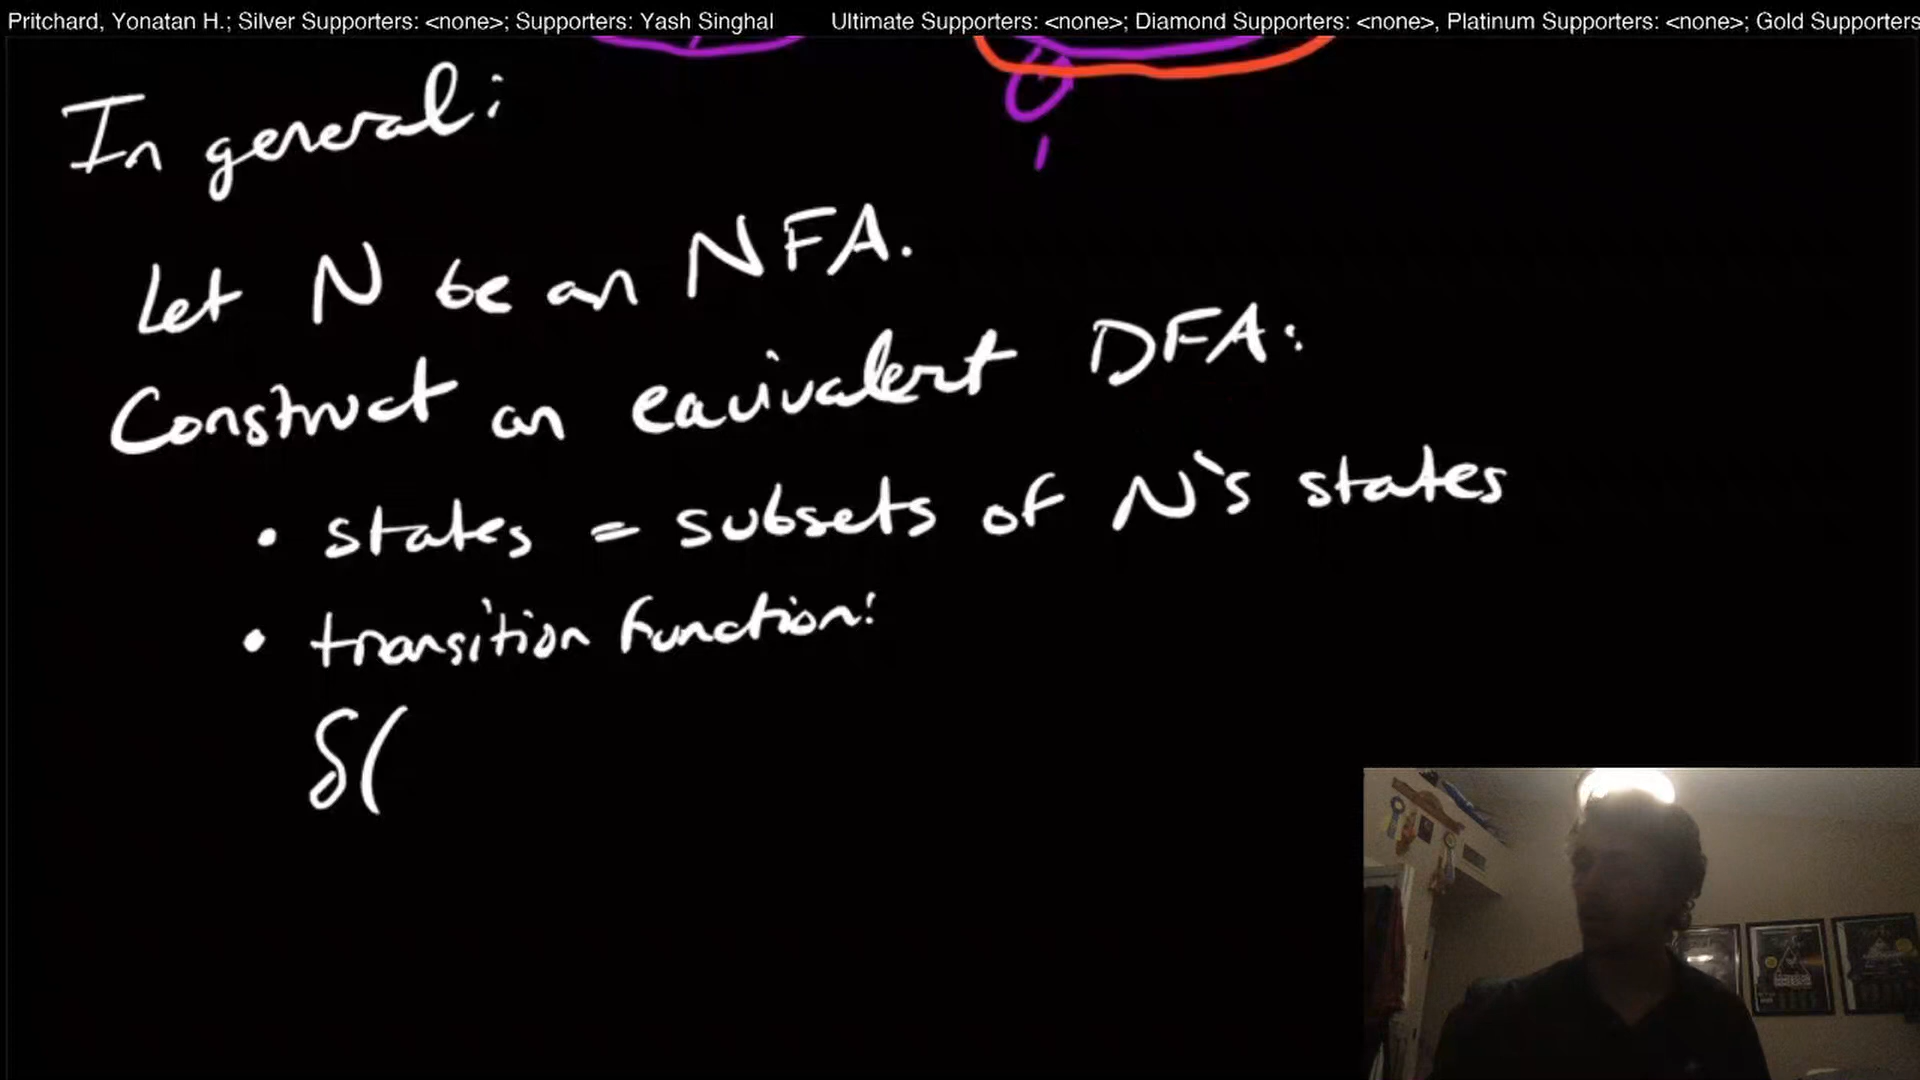 Pritchard, Yonatan H.; Silver Supporters: <none>; Supporters: Yash Singhal Ultimate Supporters: <none>; Diamond Supporters: <none>, Platinum Supporters: <none>; Gold Supporters
In general:
Let N be an NFA.
Construct an equivalent DFA:
• states = subsets of N's states
• transition function:
δ(